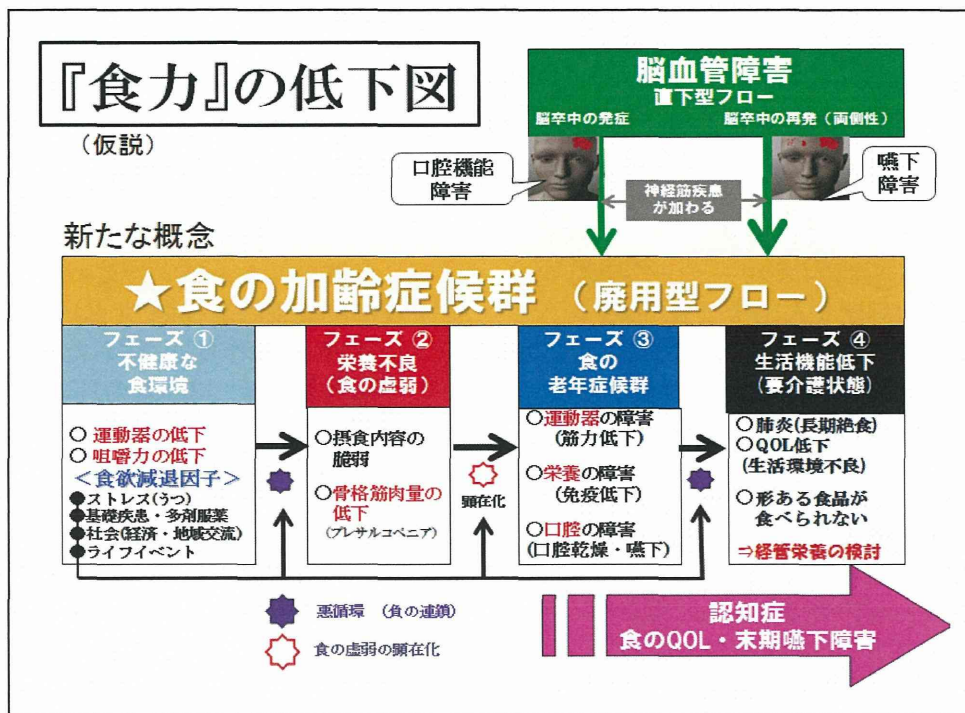 『食力』の低下図
(仮説)
脳血管障害
直下型フロー
脳卒中の発症
脳卒中の再発(両側性)
口腔機能
障害
神経筋疾患
が加わる
嚥下
障害
新たな概念
★食の加齢症候群 (廃用型フロー)
フェーズ ①
不健康な
食環境
○ 運動器の低下
○ 咀嚼力の低下
<食欲減退因子>
●ストレス(うつ)
●基礎疾患・多剤服薬
●社会(経済・地域交流)
●ライフイベント
フェーズ ②
栄養不良
(食の虚弱)
○摂食内容の
脆弱
○骨格筋肉量の
低下
(プレサルコペニア)
顕在化
フェーズ ③
食の
老年症候群
○運動器の障害
(筋力低下)
○栄養の障害
(免疫低下)
○口腔の障害
(口腔乾燥・嚥下)
フェーズ ④
生活機能低下
(要介護状態)
○肺炎(長期絶食)
○QOL低下
(生活環境不良)
○形ある食品が
食べられない
⇒経管栄養の検討
悪循環 (負の連鎖)
食の虚弱の顕在化
認知症
食のQOL・末期嚥下障害